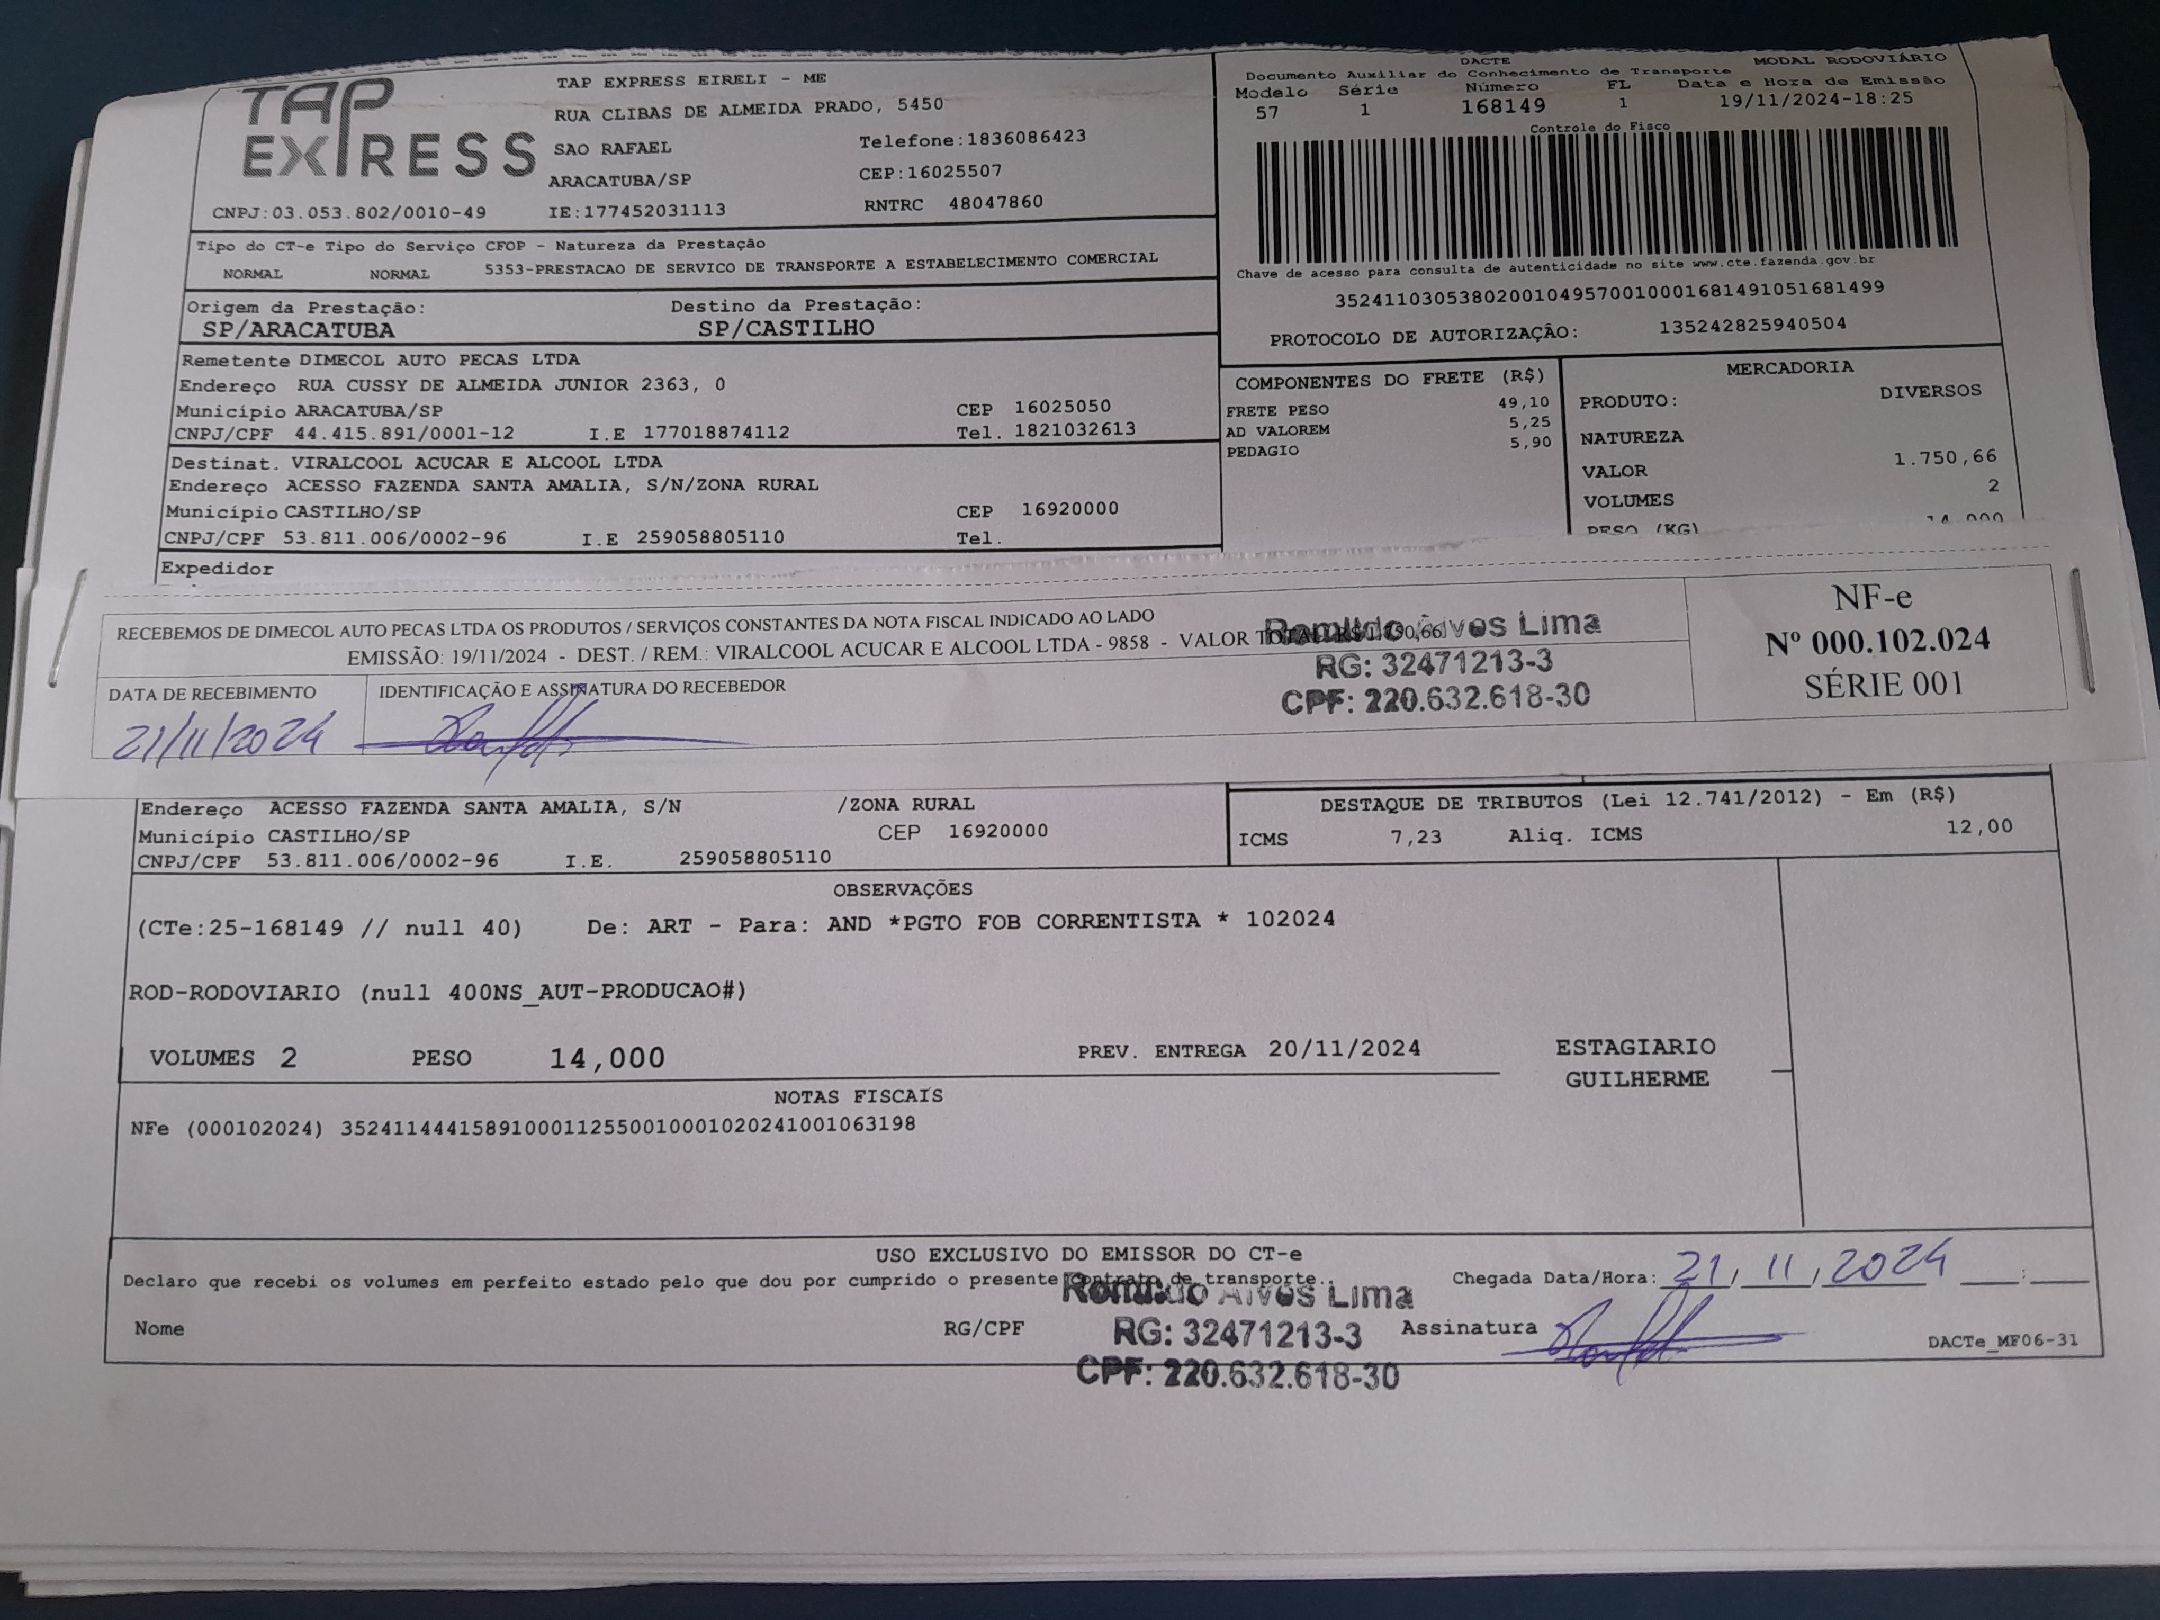 TAP EXPRESS
TAP EXPRESS EIRELI - ME
RUA CLIBAS DE ALMEIDA PRADO, 5450
SAO RAFAEL Telefone:1836086423
ARACATUBA/SP CEP:16025507
CNPJ:03.053.802/0010-49 IE:177452031113 RNTRC 48047860
DACTE MODAL RODOVIÁRIO
Documento Auxiliar do Conhecimento de Transporte
Modelo Série Número FL Data e Hora de Emissão
57 1 168149 1 19/11/2024-18:25
Controle do Fisco
Chave de acesso para consulta de autenticidade no site www.cte.fazenda.gov.br
35241103053802001049570010001681491051681499
PROTOCOLO DE AUTORIZAÇÃO: 135242825940504
Tipo do CT-e Tipo do Serviço CFOP - Natureza da Prestação
NORMAL NORMAL 5353-PRESTACAO DE SERVICO DE TRANSPORTE A ESTABELECIMENTO COMERCIAL
Origem da Prestação: Destino da Prestação:
SP/ARACATUBA SP/CASTILHO
Remetente DIMECOL AUTO PECAS LTDA
Endereço RUA CUSSY DE ALMEIDA JUNIOR 2363, 0
Município ARACATUBA/SP CEP 16025050
CNPJ/CPF 44.415.891/0001-12 I.E 177018874112 Tel. 1821032613
Destinat. VIRALCOOL ACUCAR E ALCOOL LTDA
Endereço ACESSO FAZENDA SANTA AMALIA, S/N/ZONA RURAL
Município CASTILHO/SP CEP 16920000
CNPJ/CPF 53.811.006/0002-96 I.E 259058805110 Tel.
Expedidor
COMPONENTES DO FRETE (R$)
FRETE PESO 49,10
AD VALOREM 5,25
PEDAGIO 5,90
MERCADORIA
PRODUTO: DIVERSOS
NATUREZA
VALOR 1.750,66
VOLUMES 2
PESO (KG) 14,000
RECEBEMOS DE DIMECOL AUTO PECAS LTDA OS PRODUTOS / SERVIÇOS CONSTANTES DA NOTA FISCAL INDICADO AO LADO
EMISSÃO: 19/11/2024 - DEST. / REM.: VIRALCOOL ACUCAR E ALCOOL LTDA - 9858 - VALOR
Romildo Alves Lima
RG: 32471213-3
CPF: 220.632.618-30
DATA DE RECEBIMENTO IDENTIFICAÇÃO E ASSINATURA DO RECEBEDOR
21/11/2024
NF-e
Nº 000.102.024
SÉRIE 001
Endereço ACESSO FAZENDA SANTA AMALIA, S/N /ZONA RURAL
Município CASTILHO/SP CEP 16920000
CNPJ/CPF 53.811.006/0002-96 I.E. 259058805110
DESTAQUE DE TRIBUTOS (Lei 12.741/2012) - Em (R$)
ICMS 7,23 Aliq. ICMS 12,00
OBSERVAÇÕES
(CTe:25-168149 // null 40) De: ART - Para: AND *PGTO FOB CORRENTISTA * 102024
ROD-RODOVIARIO (null 400NS_AUT-PRODUCAO#)
VOLUMES 2 PESO 14,000 PREV. ENTREGA 20/11/2024
ESTAGIARIO
GUILHERME
NOTAS FISCAIS
NFe (000102024) 35241144415891000112550010001020241001063198
USO EXCLUSIVO DO EMISSOR DO CT-e
Declaro que recebi os volumes em perfeito estado pelo que dou por cumprido o presente contrato de transporte.
Chegada Data/Hora: 21/11/2024 __:__
Nome RG/CPF Assinatura
Romildo Alves Lima
RG: 32471213-3
CPF: 220.632.618-30
DACTe_MF06-31